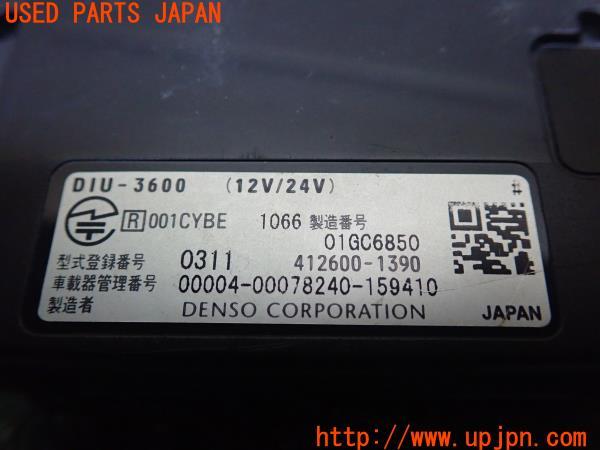 USED PARTS JAPAN
DIU-3600 (12V/24V) #
R 001CYBE 1066 製造番号
01GC6850
型式登録番号 0311 412600-1390
車載器管理番号 00004-00078240-159410
製造者 DENSO CORPORATION JAPAN
UPJ
www.upjpn.com